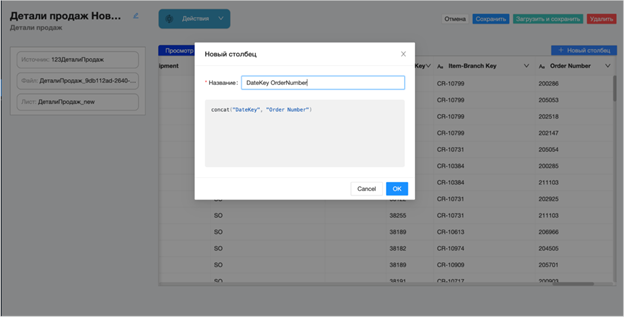 Детали продаж Нов...
Детали продаж
Действия
Отмена
Сохранить
Загрузить и сохранить
Удалить
Источник: 123ДеталиПродаж
Файл: ДеталиПродаж_9db112ad-2640-...
Лист: ДеталиПродаж_new
Просмотр
+ Новый столбец
Новый столбец
* Название: DateKey OrderNumber
concat("DateKey", "Order Number")
Cancel
OK
ipment Key Item-Branch Key Order Number
CR-10799 200286
CR-10799 205053
CR-10799 202518
CR-10799 202147
CR-10731 205054
CR-10384 200285
CR-10384 211103
SO CR-10731 202925
SO 38255 CR-10731 211103
SO 38189 CR-10613 206966
SO 38182 CR-10974 204505
SO 38189 CR-10909 205701
SO 38191 CR-10717 200903